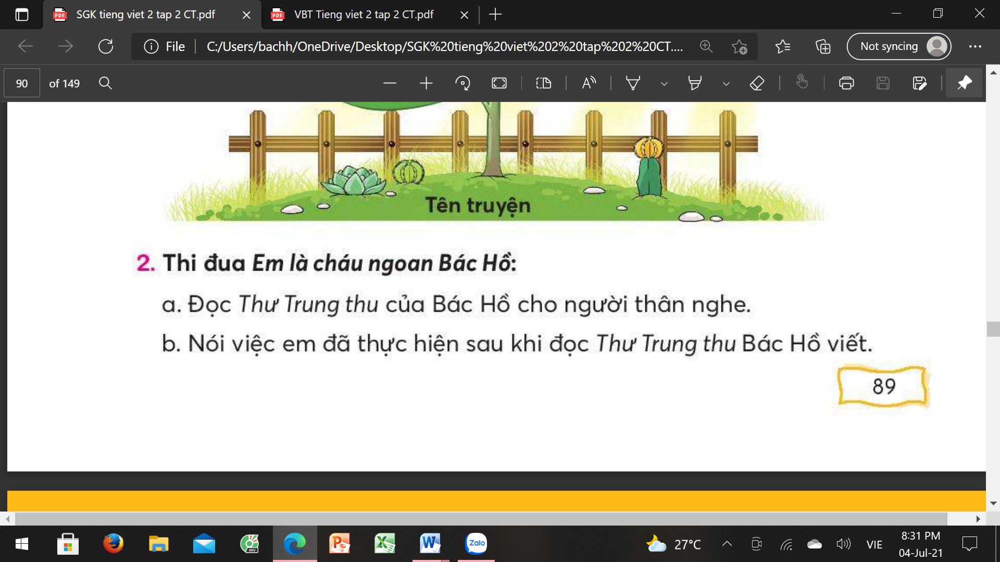 SGK tieng viet 2 tap 2 CT.pdf
VBT Tieng viet 2 tap 2 CT.pdf
File
C:/Users/bachh/OneDrive/Desktop/SGK%20tieng%20viet%202%20tap%202%20CT....
Not syncing
90 of 149
Tên truyện
2. Thi đua Em là cháu ngoan Bác Hồ:
a. Đọc Thư Trung thu của Bác Hồ cho người thân nghe.
b. Nói việc em đã thực hiện sau khi đọc Thư Trung thu Bác Hồ viết.
89
DEV
Zalo
27°C
VIE
8:31 PM
04-Jul-21